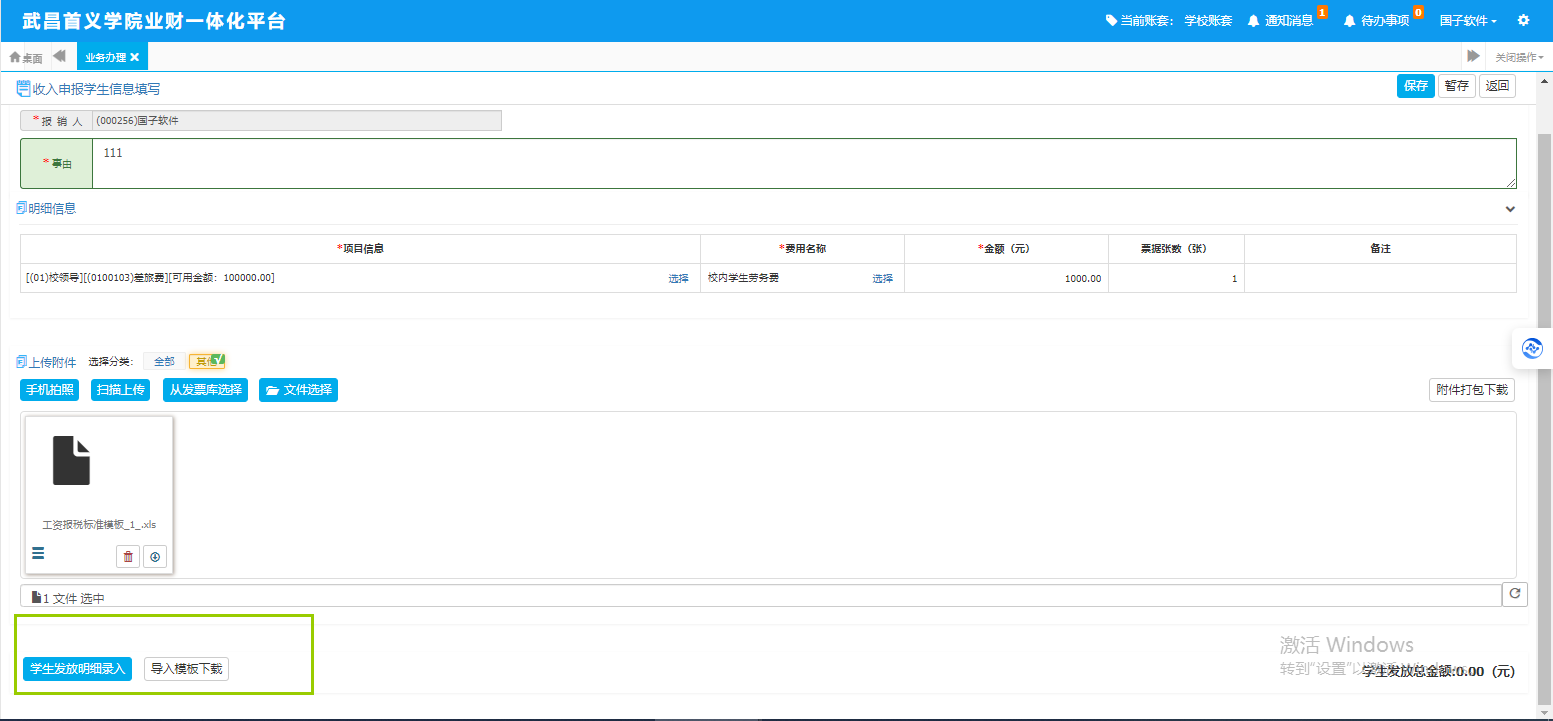 武昌首义学院业财一体化平台
当前账套: 学校账套 通知消息 1 待办事项 0 国子软件
桌面 业务办理 关闭操作
收入申报学生信息填写 保存 暂存 返回
*报 销 人 (000256)国子软件
*事由 111
明细信息
*项目信息 *费用名称 *金额（元） 票据张数（张） 备注
[(01)校领导][(0100103)差旅费][可用金额：100000.00] 选择 校内学生劳务费 选择 1000.00 1
上传附件 选择分类: 全部 其他
手机拍照 扫描上传 从发票库选择 文件选择 附件打包下载
工资报税标准模板_1_.xls
1 文件 选中
激活 Windows
转到"设置"以激活 Windows。
学生发放明细录入 导入模板下载 学生发放总金额:0.00（元）